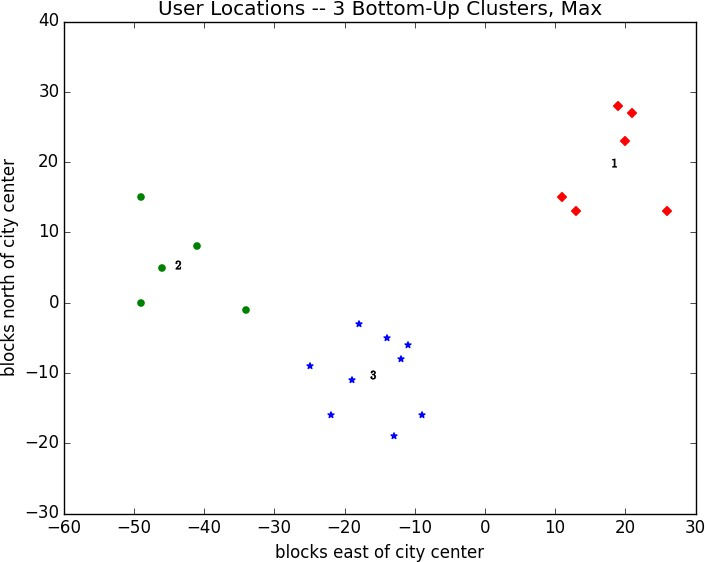 User Locations -- 3 Bottom-Up Clusters, Max
40
30
20
10
0
−10
−20
−30
blocks north of city center
1
2
3
−60 −50 −40 −30 −20 −10 0 10 20 30
blocks east of city center